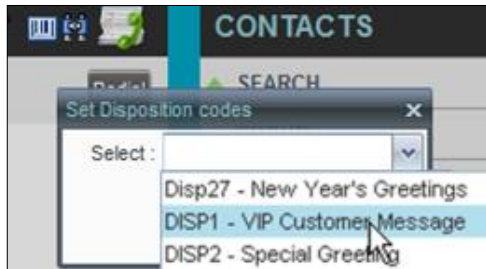 CONTACTS
SEARCH
Set Disposition codes
Select :
Disp27 - New Year's Greetings
DISP1 - VIP Customer Message
DISP2 - Special Greeting